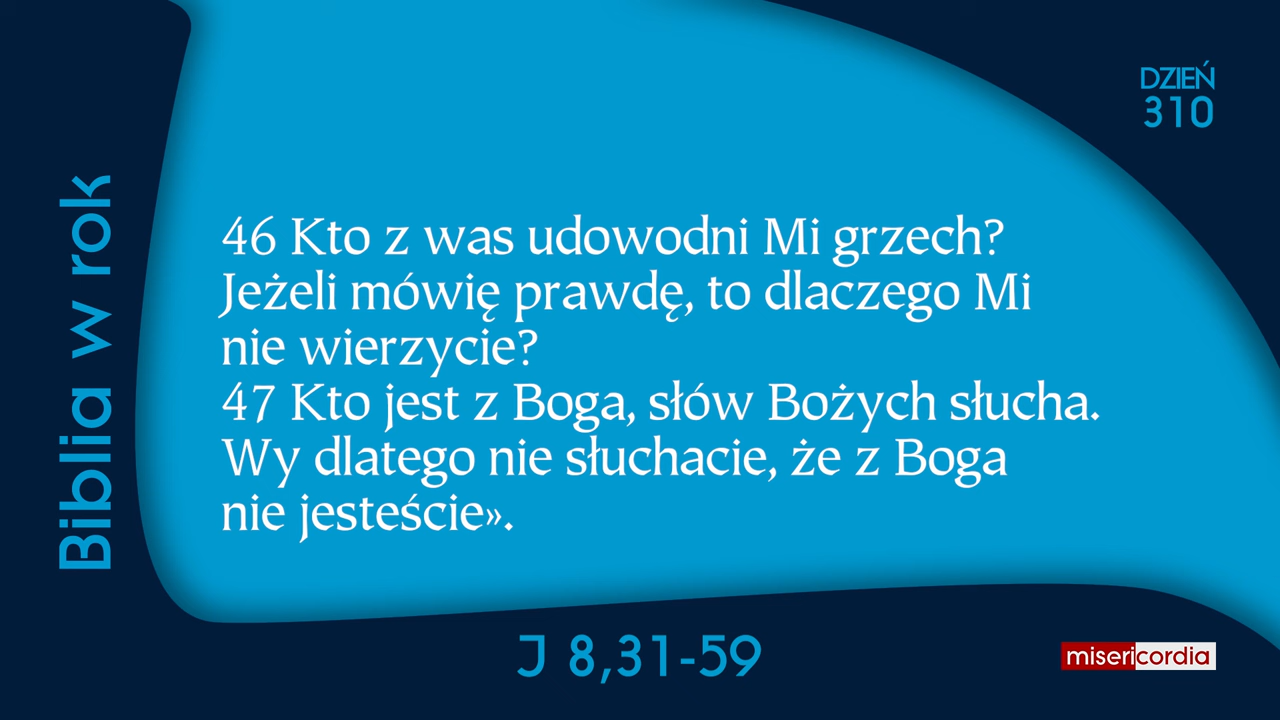 DZIEŃ
310
Biblia w rok
46 Kto z was udowodni Mi grzech?
Jeżeli mówię prawdę, to dlaczego Mi
nie wierzycie?
47 Kto jest z Boga, słów Bożych słucha.
Wy dlatego nie słuchacie, że z Boga
nie jesteście».
J 8,31-59
misericordia